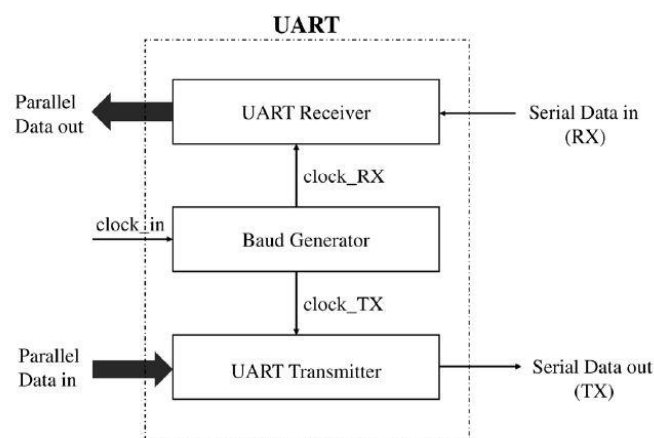 UART
Parallel
Data out
UART Receiver
Serial Data in
(RX)
clock_RX
clock_in
Baud Generator
clock_TX
Parallel
Data in
UART Transmitter
Serial Data out
(TX)